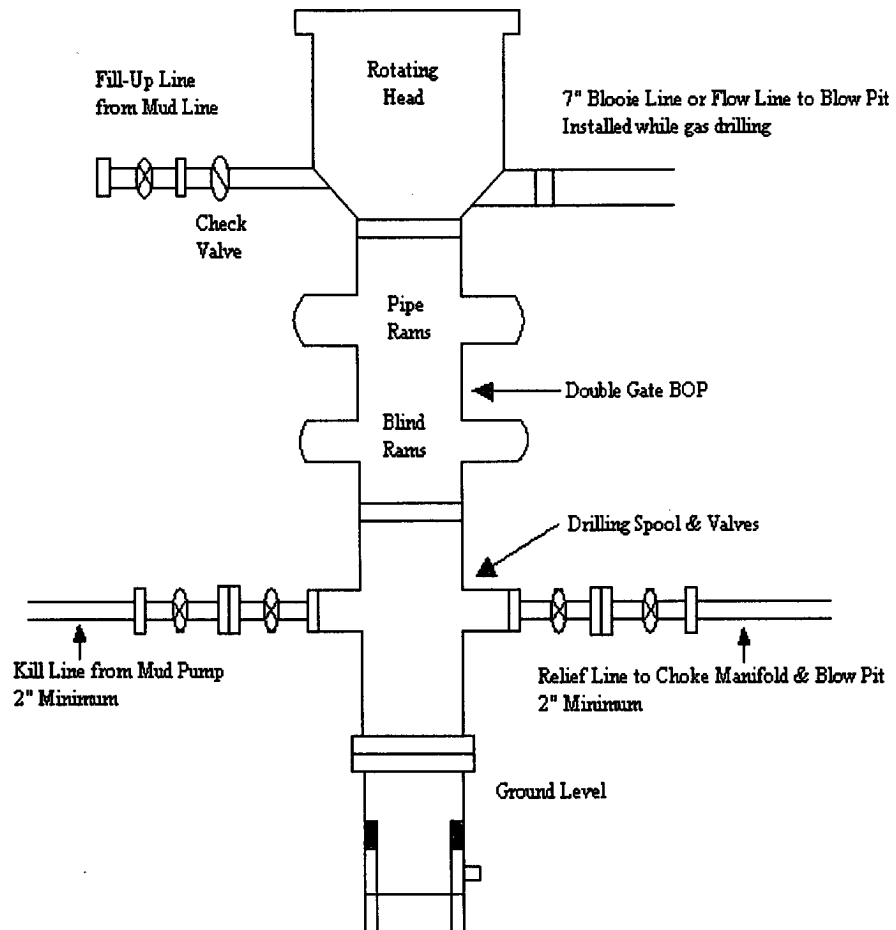 Rotating
Head
Fill-Up Line
from Mud Line
7" Blooie Line or Flow Line to Blow Pit
Installed while gas drilling
Check
Valve
Pipe
Rams
Double Gate BOP
Blind
Rams
Drilling Spool & Valves
Kill Line from Mud Pump
2" Minimum
Relief Line to Choke Manifold & Blow Pit
2" Minimum
Ground Level